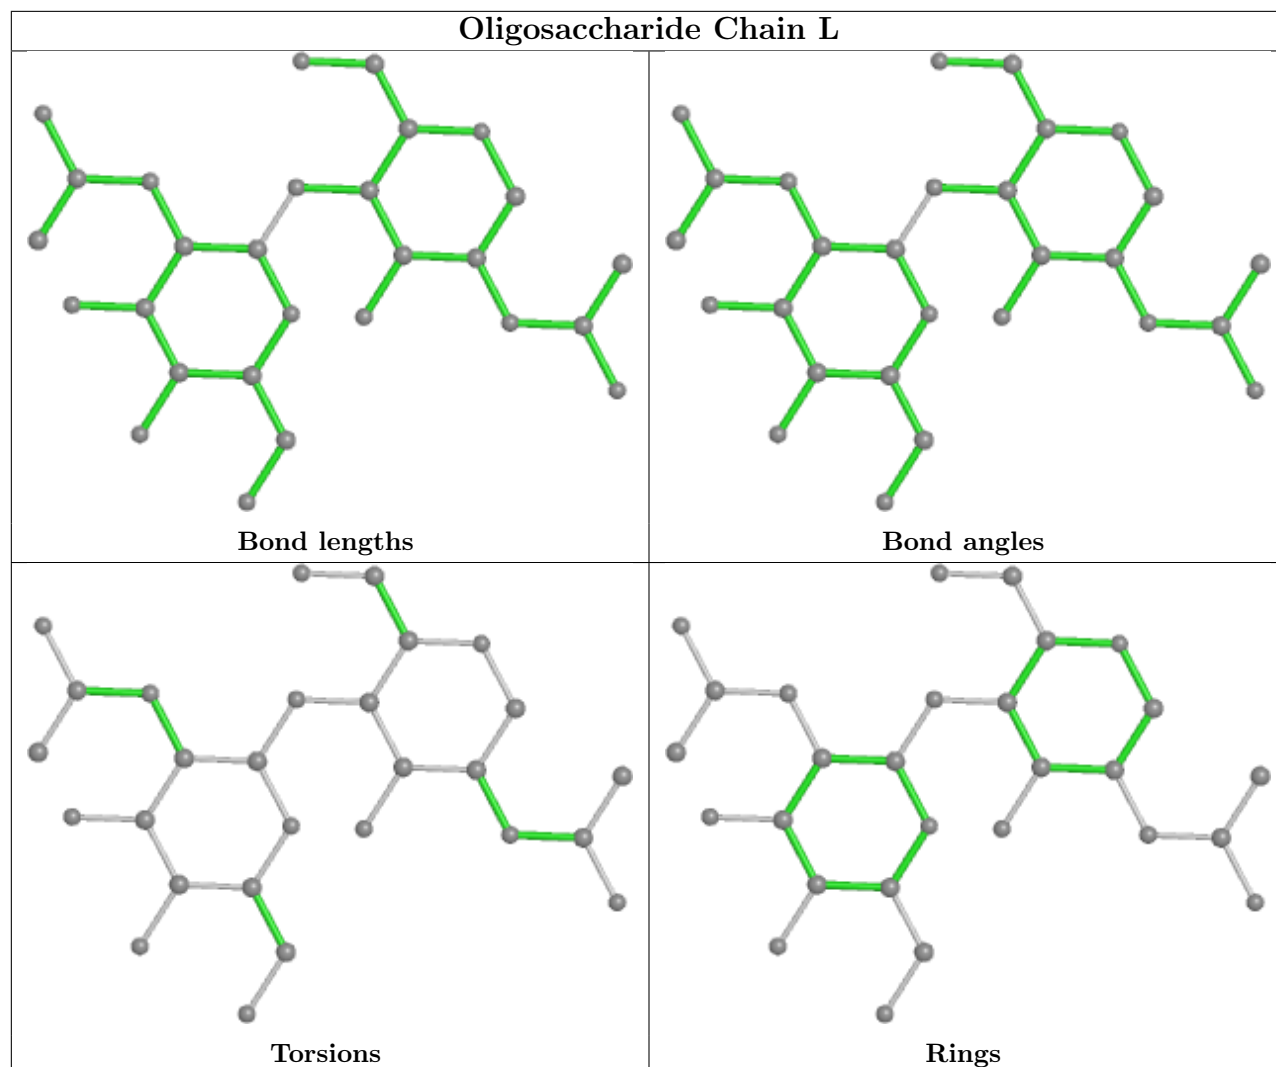 Oligosaccharide Chain L
Bond lengths
Bond angles
Torsions
Rings